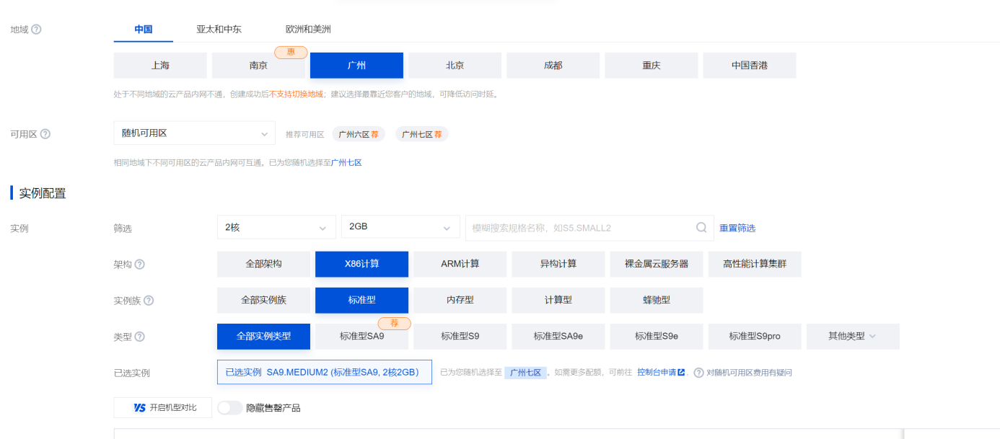 地域 中国 亚太和中东 欧洲和美洲
惠
上海 南京 广州 北京 成都 重庆 中国香港
处于不同地域的云产品内网不通，创建成功后不支持切换地域；建议选择最靠近您客户的地域，可降低访问时延。
可用区 随机可用区 推荐可用区 广州六区 荐 广州七区 荐
相同地域下不同可用区的云产品内网可互通。已为您随机选择至广州七区
实例配置
实例 筛选 2核 2GB 模糊搜索规格名称，如S5.SMALL2 重置筛选
架构 全部架构 X86计算 ARM计算 异构计算 裸金属云服务器 高性能计算集群
实例族 全部实例族 标准型 内存型 计算型 蜂驰型
荐
类型 全部实例类型 标准型SA9 标准型S9 标准型SA9e 标准型S9e 标准型S9pro 其他类型
已选实例 已选实例 SA9.MEDIUM2 (标准型SA9, 2核2GB) 已为您随机选择至 广州七区 。如需更多配额，可前往 控制台申请 。 对随机可用区费用有疑问
VS 开启机型对比 隐藏售罄产品